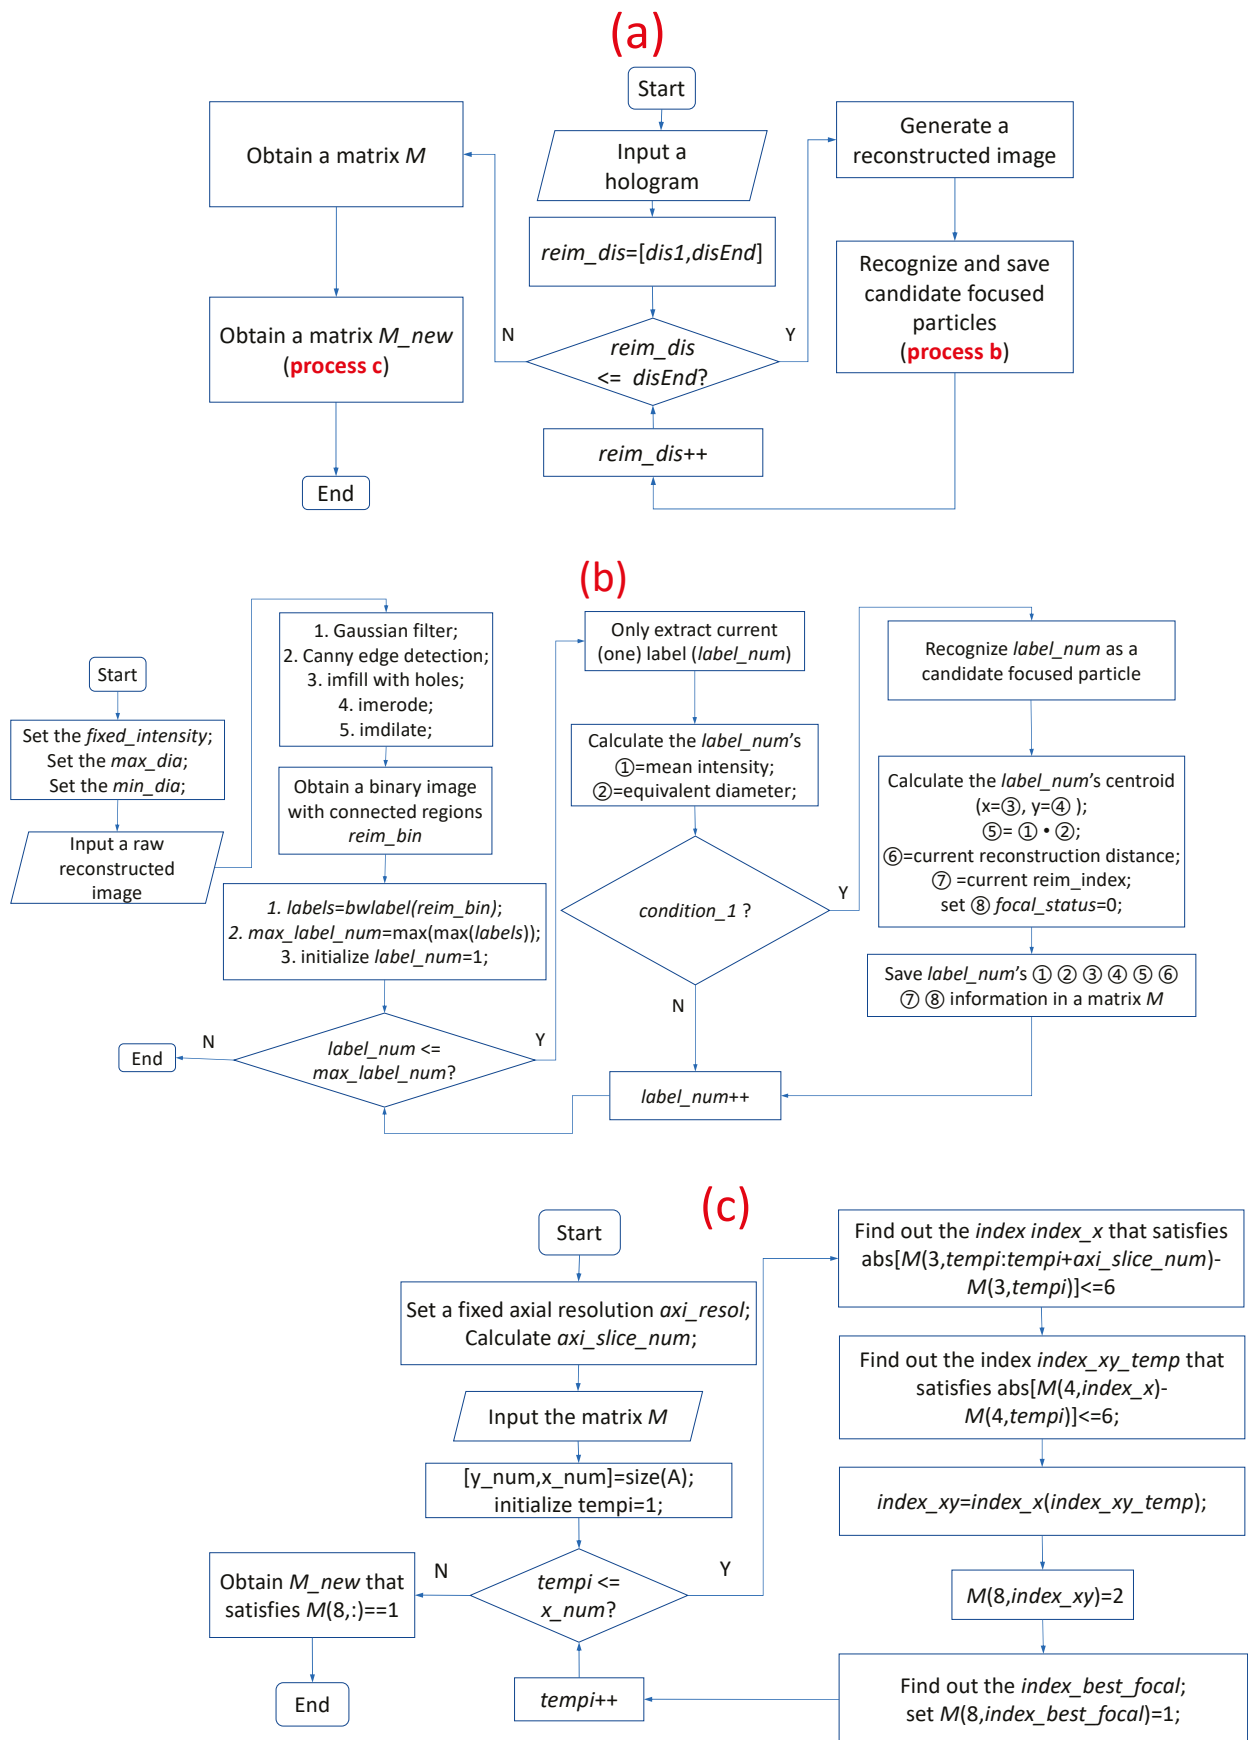 (a)
Start
Input a
hologram
reim_dis=[dis1,disEnd]
reim_dis
<= disEnd?
N
Y
reim_dis++
Obtain a matrix M
Obtain a matrix M_new
(process c)
End
Generate a
reconstructed image
Recognize and save
candidate focused
particles
(process b)
(b)
Start
Set the fixed_intensity;
Set the max_dia;
Set the min_dia;
Input a raw
reconstructed
image
1. Gaussian filter;
2. Canny edge detection;
3. imfill with holes;
4. imerode;
5. imdilate;
Obtain a binary image
with connected regions
reim_bin
1. labels=bwlabel(reim_bin);
2. max_label_num=max(max(labels));
3. initialize label_num=1;
label_num <=
max_label_num?
N
Y
End
Only extract current
(one) label (label_num)
Calculate the label_num's
①=mean intensity;
②=equivalent diameter;
condition_1 ?
Y
N
label_num++
Recognize label_num as a
candidate focused particle
Calculate the label_num's centroid
(x=③, y=④ );
⑤= ① • ②;
⑥=current reconstruction distance;
⑦ =current reim_index;
set ⑧ focal_status=0;
Save label_num's ① ② ③ ④ ⑤ ⑥
⑦ ⑧ information in a matrix M
(c)
Start
Set a fixed axial resolution axi_resol;
Calculate axi_slice_num;
Input the matrix M
[y_num,x_num]=size(A);
initialize tempi=1;
tempi <=
x_num?
N
Y
Obtain M_new that
satisfies M(8,:)==1
End
tempi++
Find out the index index_x that satisfies
abs[M(3,tempi:tempi+axi_slice_num)-
M(3,tempi)]<=6
Find out the index index_xy_temp that
satisfies abs[M(4,index_x)-
M(4,tempi)]<=6;
index_xy=index_x(index_xy_temp);
M(8,index_xy)=2
Find out the index_best_focal;
set M(8,index_best_focal)=1;